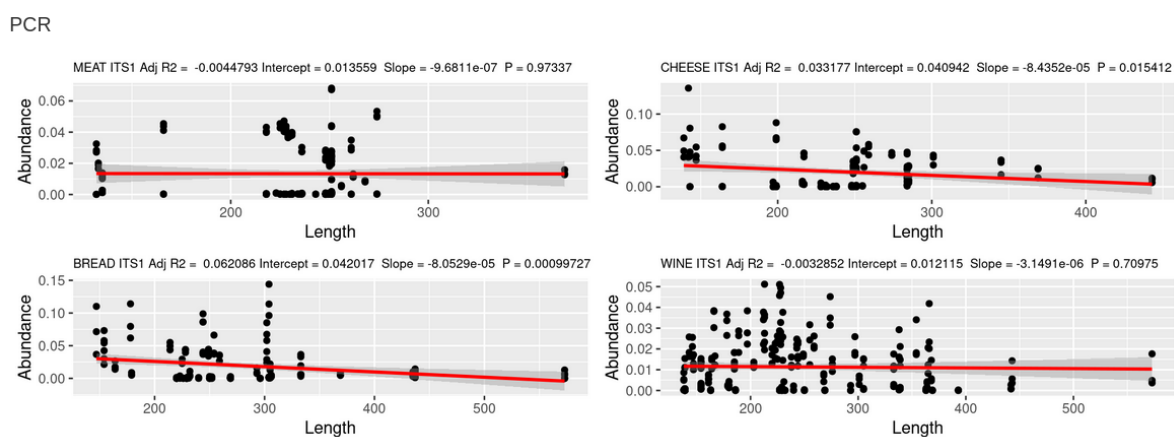 PCR
MEAT ITS1 Adj R2 = -0.0044793 Intercept = 0.013559 Slope = -9.6811e-07 P = 0.97337
Abundance
0.06
0.04
0.02
0.00
200 300
Length
CHEESE ITS1 Adj R2 = 0.033177 Intercept = 0.040942 Slope = -8.4352e-05 P = 0.015412
Abundance
0.10
0.05
0.00
200 300 400
Length
BREAD ITS1 Adj R2 = 0.062086 Intercept = 0.042017 Slope = -8.0529e-05 P = 0.00099727
Abundance
0.15
0.10
0.05
0.00
200 300 400 500
Length
WINE ITS1 Adj R2 = -0.0032852 Intercept = 0.012115 Slope = -3.1491e-06 P = 0.70975
Abundance
0.05
0.04
0.03
0.02
0.01
0.00
200 300 400 500
Length